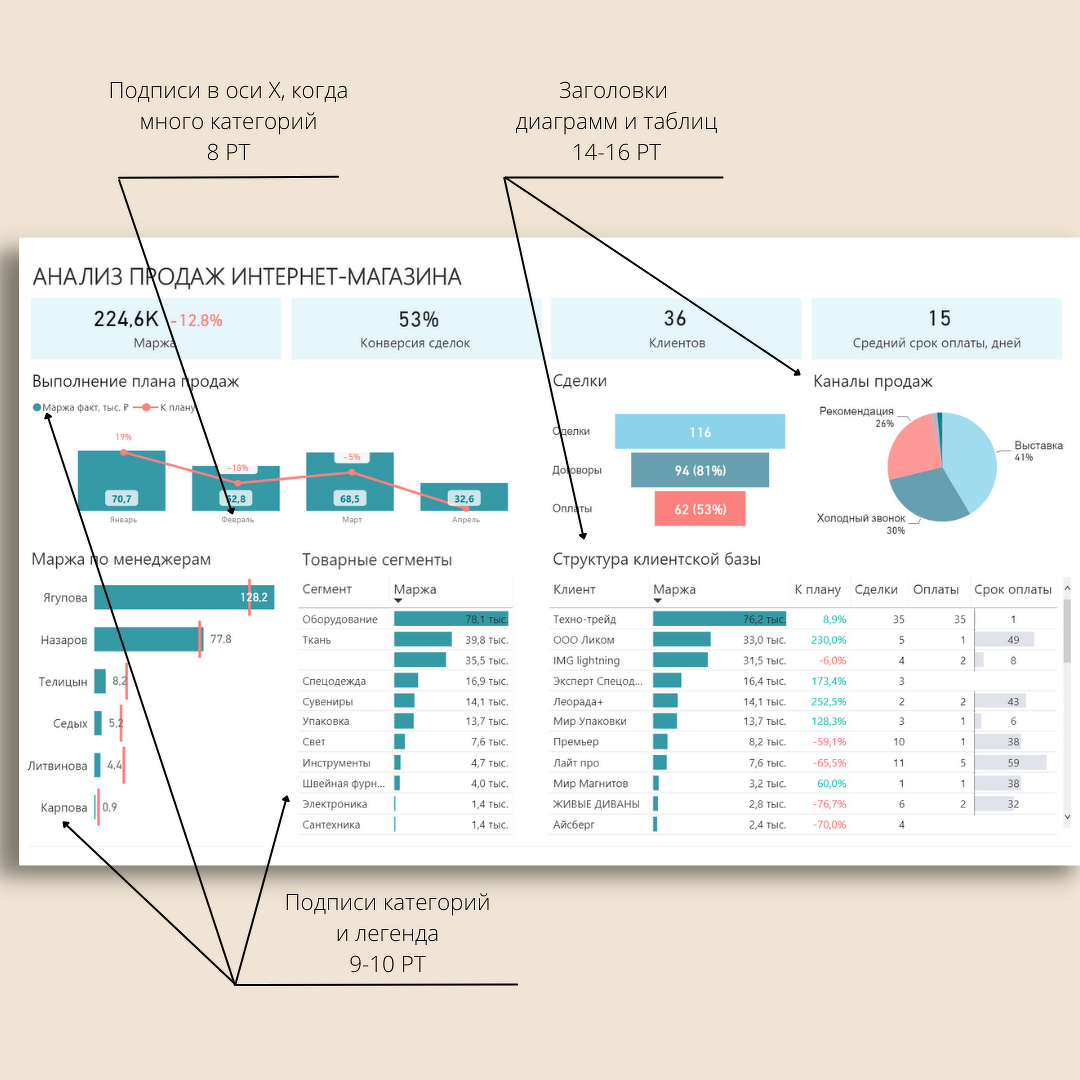 Подписи в оси X, когда
много категорий
8 PT
Заголовки
диаграмм и таблиц
14-16 PT
АНАЛИЗ ПРОДАЖ ИНТЕРНЕТ-МАГАЗИНА
224,6K -12.8%
Маржа
53%
Конверсия сделок
36
Клиентов
15
Средний срок оплаты, дней
Выполнение плана продаж
Маржа факт, тыс. ₽ К плану
19%
-18%
-5%
70,7
52,8
68,5
32,6
Январь
Февраль
Март
Апрель
Сделки
Сделки 116
Договоры 94 (81%)
Оплаты 62 (53%)
Каналы продаж
Рекомендация
26%
Выставка
41%
Холодный звонок
30%
Маржа по менеджерам
Ягупова 128,2
Назаров 77,8
Телицын 8,2
Седых 5,2
Литвинова 4,4
Карпова 0,9
Товарные сегменты
Сегмент Маржа
Оборудование 78,1 тыс.
Ткань 39,8 тыс.
35,5 тыс.
Спецодежда 16,9 тыс.
Сувениры 14,1 тыс.
Упаковка 13,7 тыс.
Свет 7,6 тыс.
Инструменты 4,7 тыс.
Швейная фурн... 4,0 тыс.
Электроника 1,4 тыс.
Сантехника 1,4 тыс.
Структура клиентской базы
Клиент Маржа К плану Сделки Оплаты Срок оплаты
Техно-трейд 76,2 тыс. 8,9% 35 35 1
ООО Ликом 33,0 тыс. 230,0% 5 1 49
IMG lightning 31,5 тыс. -6,0% 4 2 8
Эксперт Спецод... 16,4 тыс. 173,4% 3
Леорада+ 14,1 тыс. 252,5% 2 2 43
Мир Упаковки 13,7 тыс. 128,3% 3 1 6
Премьер 8,2 тыс. -59,1% 10 1 38
Лайт про 7,6 тыс. -65,5% 11 5 59
Мир Магнитов 3,2 тыс. 60,0% 1 1 38
ЖИВЫЕ ДИВАНЫ 2,8 тыс. -76,7% 6 2 32
Айсберг 2,4 тыс. -70,0% 4
Подписи категорий
и легенда
9-10 PT